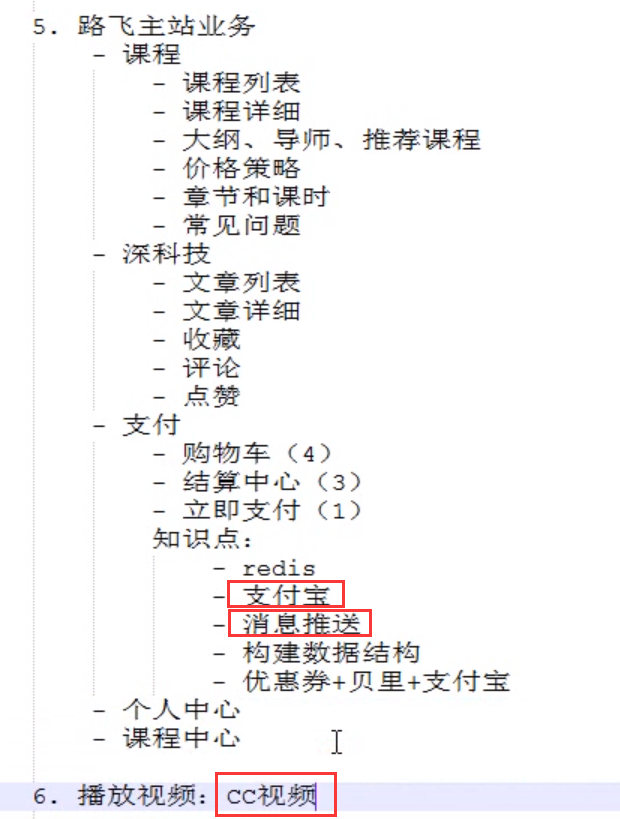 5. 路飞主站业务
- 课程
- 课程列表
- 课程详细
- 大纲、导师、推荐课程
- 价格策略
- 章节和课时
- 常见问题
- 深科技
- 文章列表
- 文章详细
- 收藏
- 评论
- 点赞
- 支付
- 购物车（4）
- 结算中心（3）
- 立即支付（1）
知识点：
- redis
- 支付宝
- 消息推送
- 构建数据结构
- 优惠券+贝里+支付宝
- 个人中心
- 课程中心
6. 播放视频：CC视频